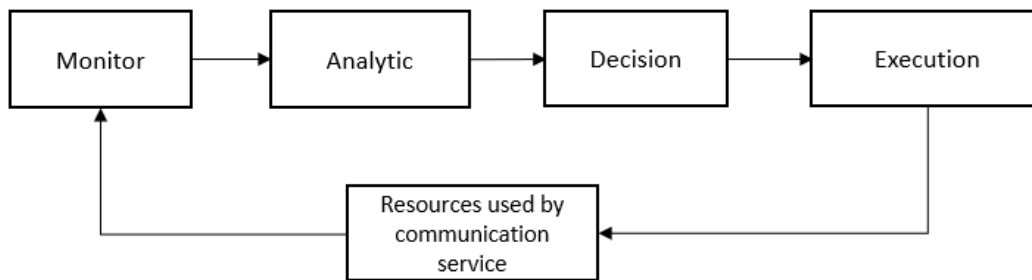 Monitor
Analytic
Decision
Execution
Resources used by
communication
service